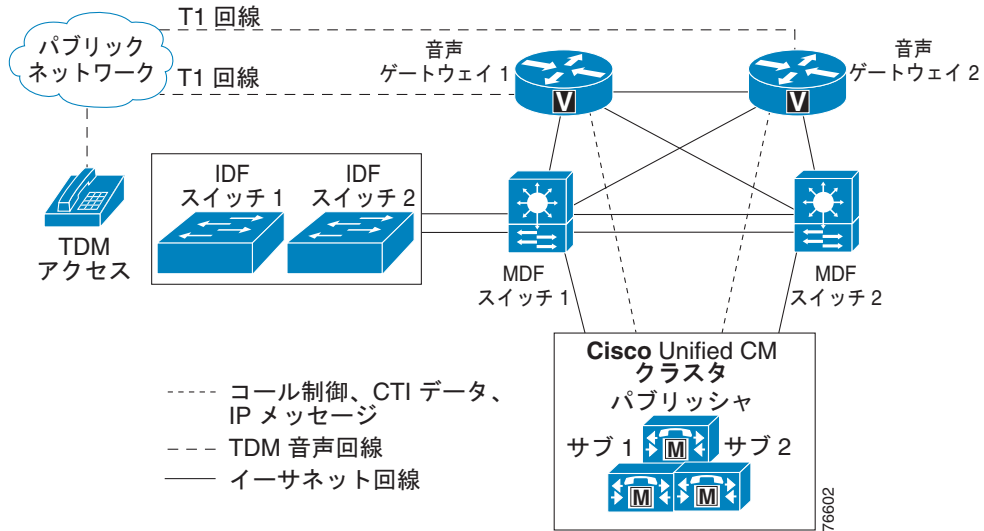 T1 回線
パブリック
ネットワーク
T1 回線
音声
ゲートウェイ 1
音声
ゲートウェイ 2
V
V
IDF
スイッチ 1
IDF
スイッチ 2
TDM
アクセス
MDF
スイッチ 1
MDF
スイッチ 2
Cisco Unified CM
クラスタ
パブリッシャ
サブ 1
サブ 2
M
M
M
コール制御、CTI データ、
IP メッセージ
TDM 音声回線
イーサネット回線
76602